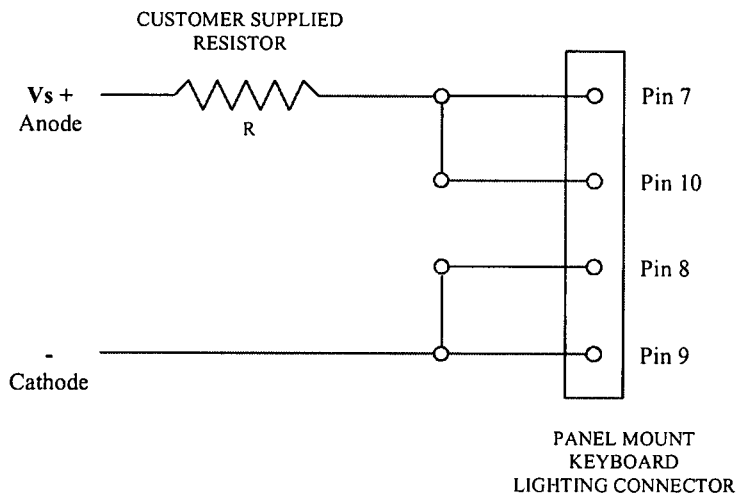 CUSTOMER SUPPLIED
RESISTOR
Vs +
Anode
R
Pin 7
Pin 10
Pin 8
Pin 9
-
Cathode
PANEL MOUNT
KEYBOARD
LIGHTING CONNECTOR